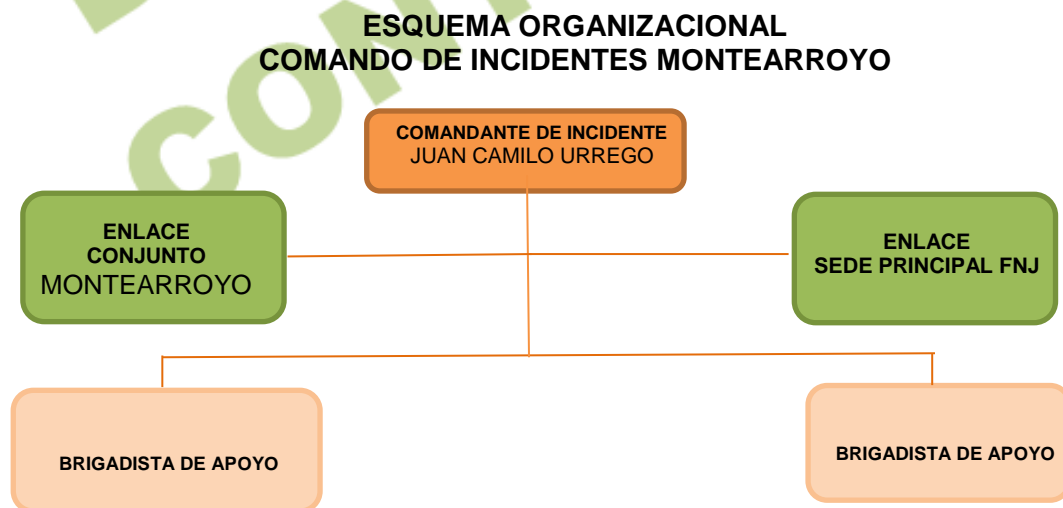 ESQUEMA ORGANIZACIONAL
COMANDO DE INCIDENTES MONTEARROYO
COMANDANTE DE INCIDENTE
JUAN CAMILO URREGO
ENLACE
CONJUNTO
MONTEARROYO
ENLACE
SEDE PRINCIPAL FNJ
BRIGADISTA DE APOYO
BRIGADISTA DE APOYO